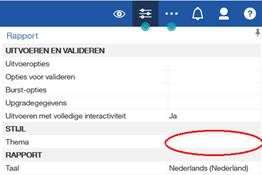 Rapport
UITVOEREN EN VALIDEREN
Uitvoeropties
Opties voor valideren
Burst-opties
Upgradegegevens
Uitvoeren met volledige interactiviteit Ja
STIJL
Thema
RAPPORT
Taal Nederlands (Nederland)